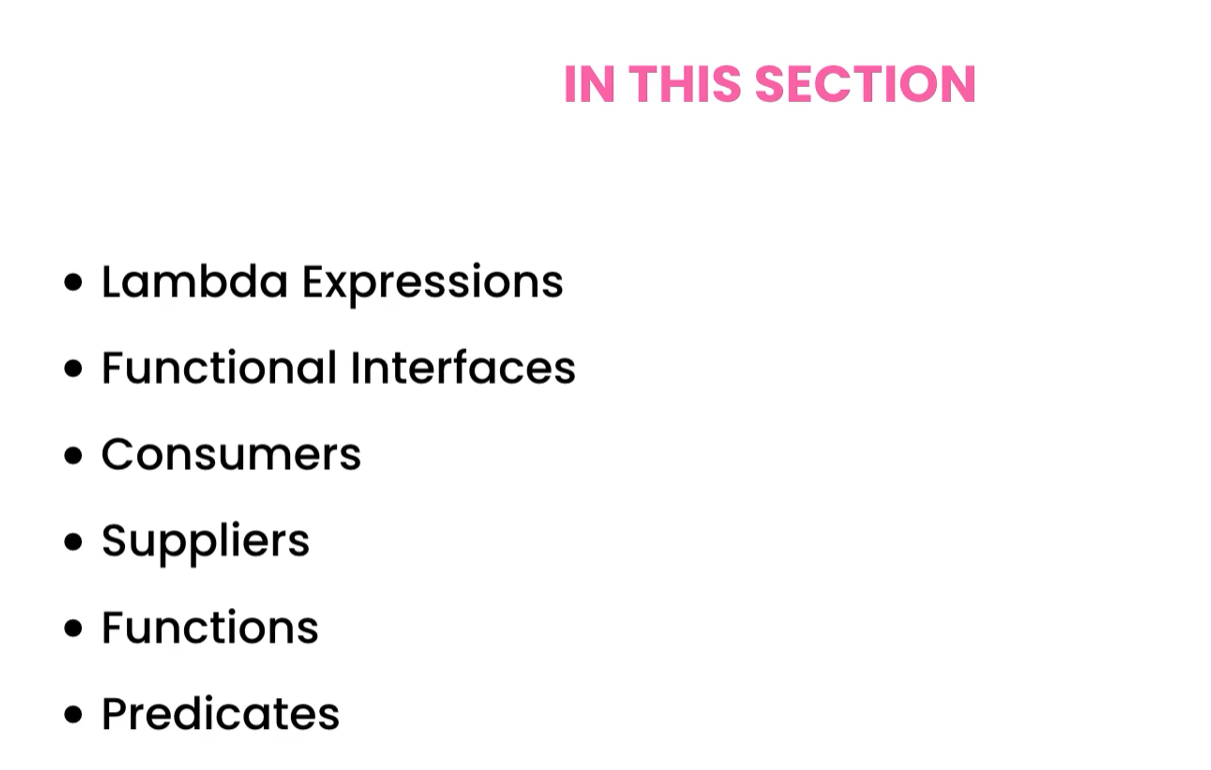 IN THIS SECTION
• Lambda Expressions
• Functional Interfaces
• Consumers
• Suppliers
• Functions
• Predicates